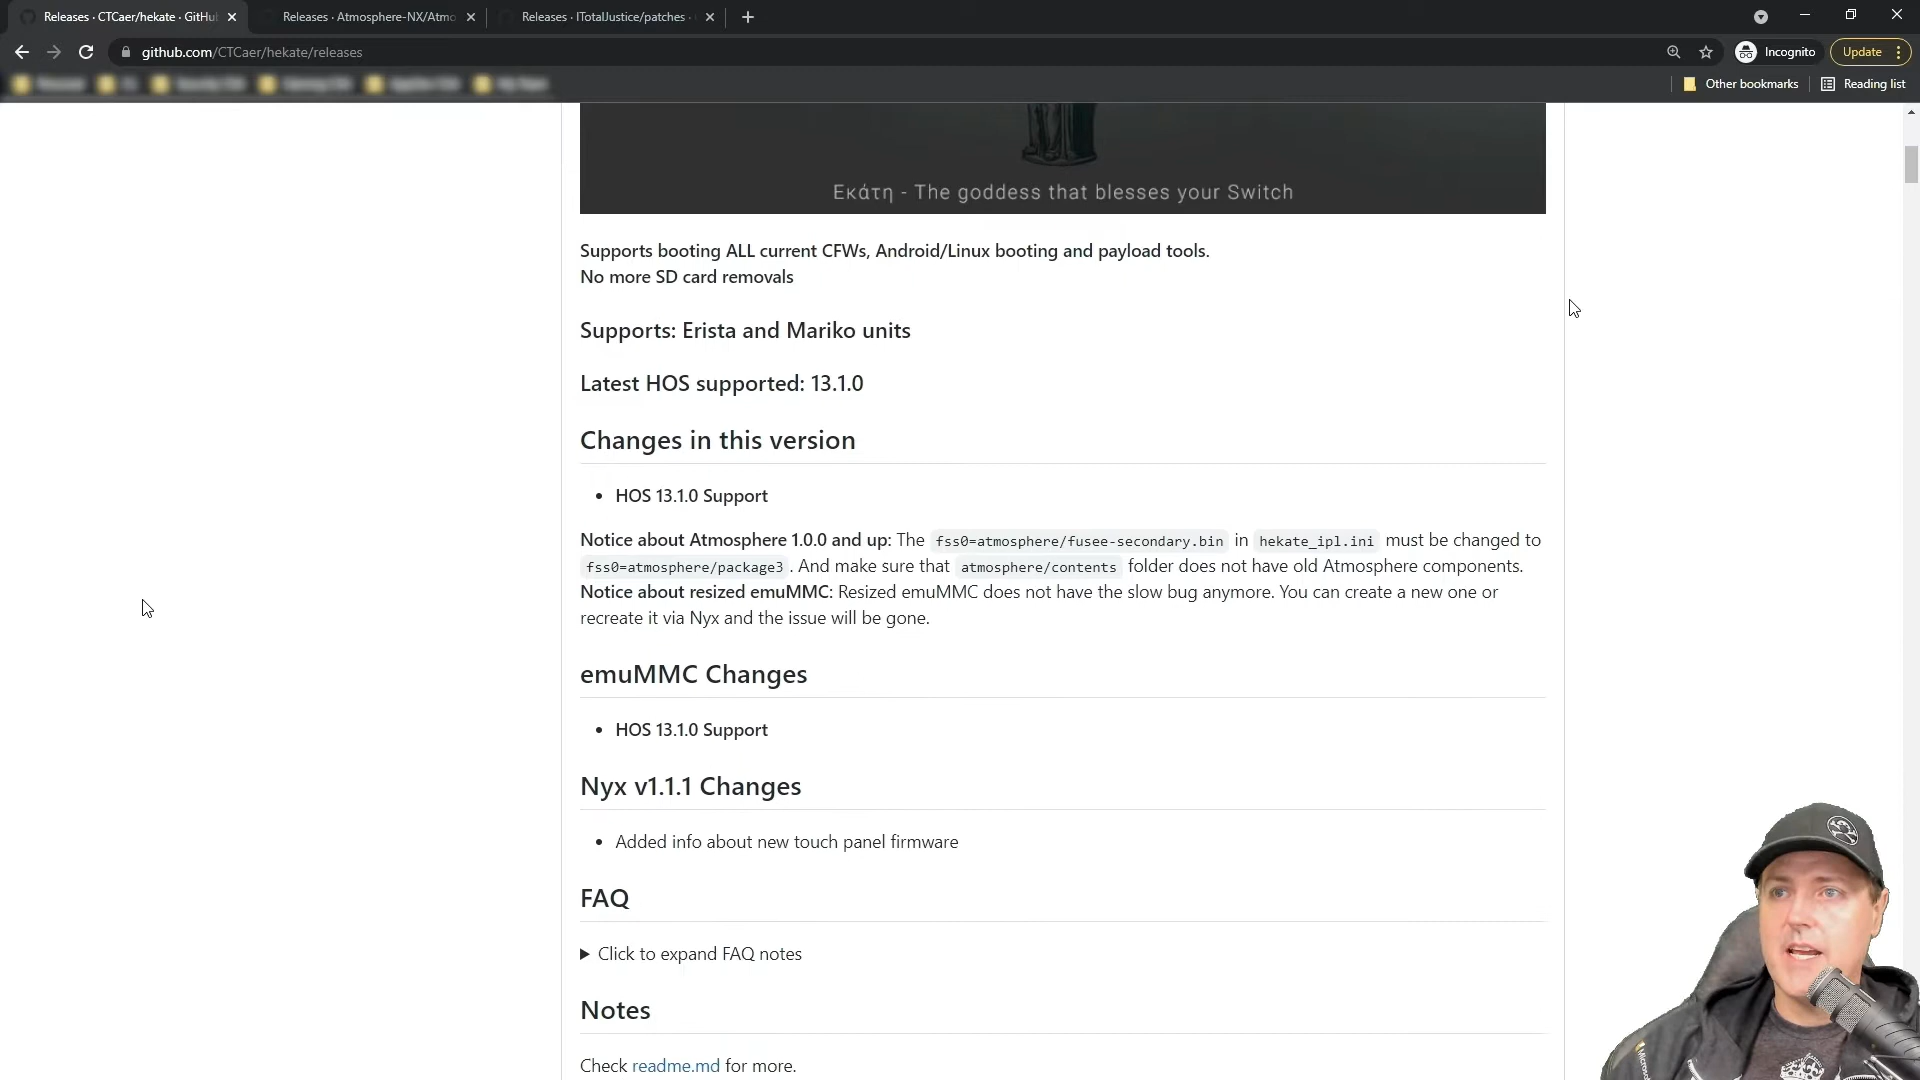 Releases · CTCaer/hekate · GitHu
Releases · Atmosphere-NX/Atmo
Releases · ITotalJustice/patches ·
github.com/CTCaer/hekate/releases
Incognito
Update
Other bookmarks
Reading list
Εκάτη - The goddess that blesses your Switch
Supports booting ALL current CFWs, Android/Linux booting and payload tools.
No more SD card removals
Supports: Erista and Mariko units
Latest HOS supported: 13.1.0
Changes in this version
• HOS 13.1.0 Support
Notice about Atmosphere 1.0.0 and up: The fss0=atmosphere/fusee-secondary.bin in hekate_ipl.ini must be changed to
fss0=atmosphere/package3 . And make sure that atmosphere/contents folder does not have old Atmosphere components.
Notice about resized emuMMC: Resized emuMMC does not have the slow bug anymore. You can create a new one or
recreate it via Nyx and the issue will be gone.
emuMMC Changes
• HOS 13.1.0 Support
Nyx v1.1.1 Changes
• Added info about new touch panel firmware
FAQ
Click to expand FAQ notes
Notes
Check readme.md for more.